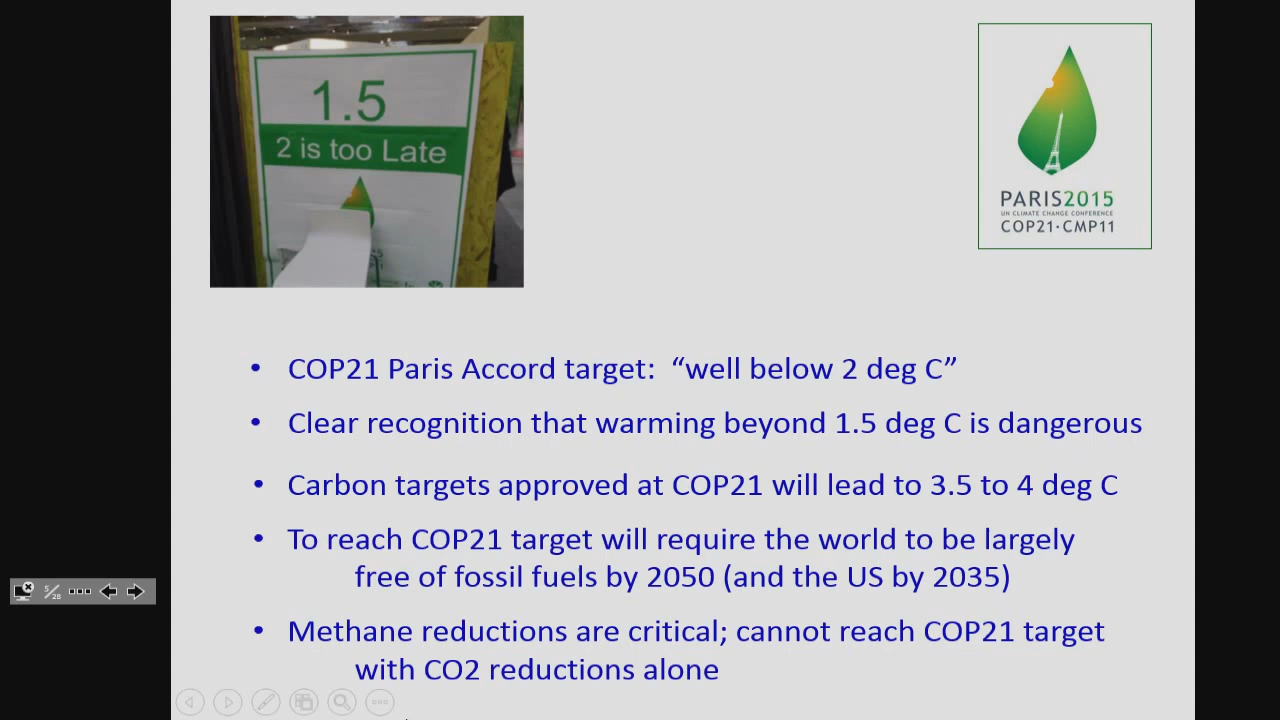 1.5
2 is too Late
PARIS2015
UN CLIMATE CHANGE CONFERENCE
COP21·CMP11
• COP21 Paris Accord target: “well below 2 deg C”
• Clear recognition that warming beyond 1.5 deg C is dangerous
• Carbon targets approved at COP21 will lead to 3.5 to 4 deg C
• To reach COP21 target will require the world to be largely
free of fossil fuels by 2050 (and the US by 2035)
• Methane reductions are critical; cannot reach COP21 target
with CO2 reductions alone
5/28